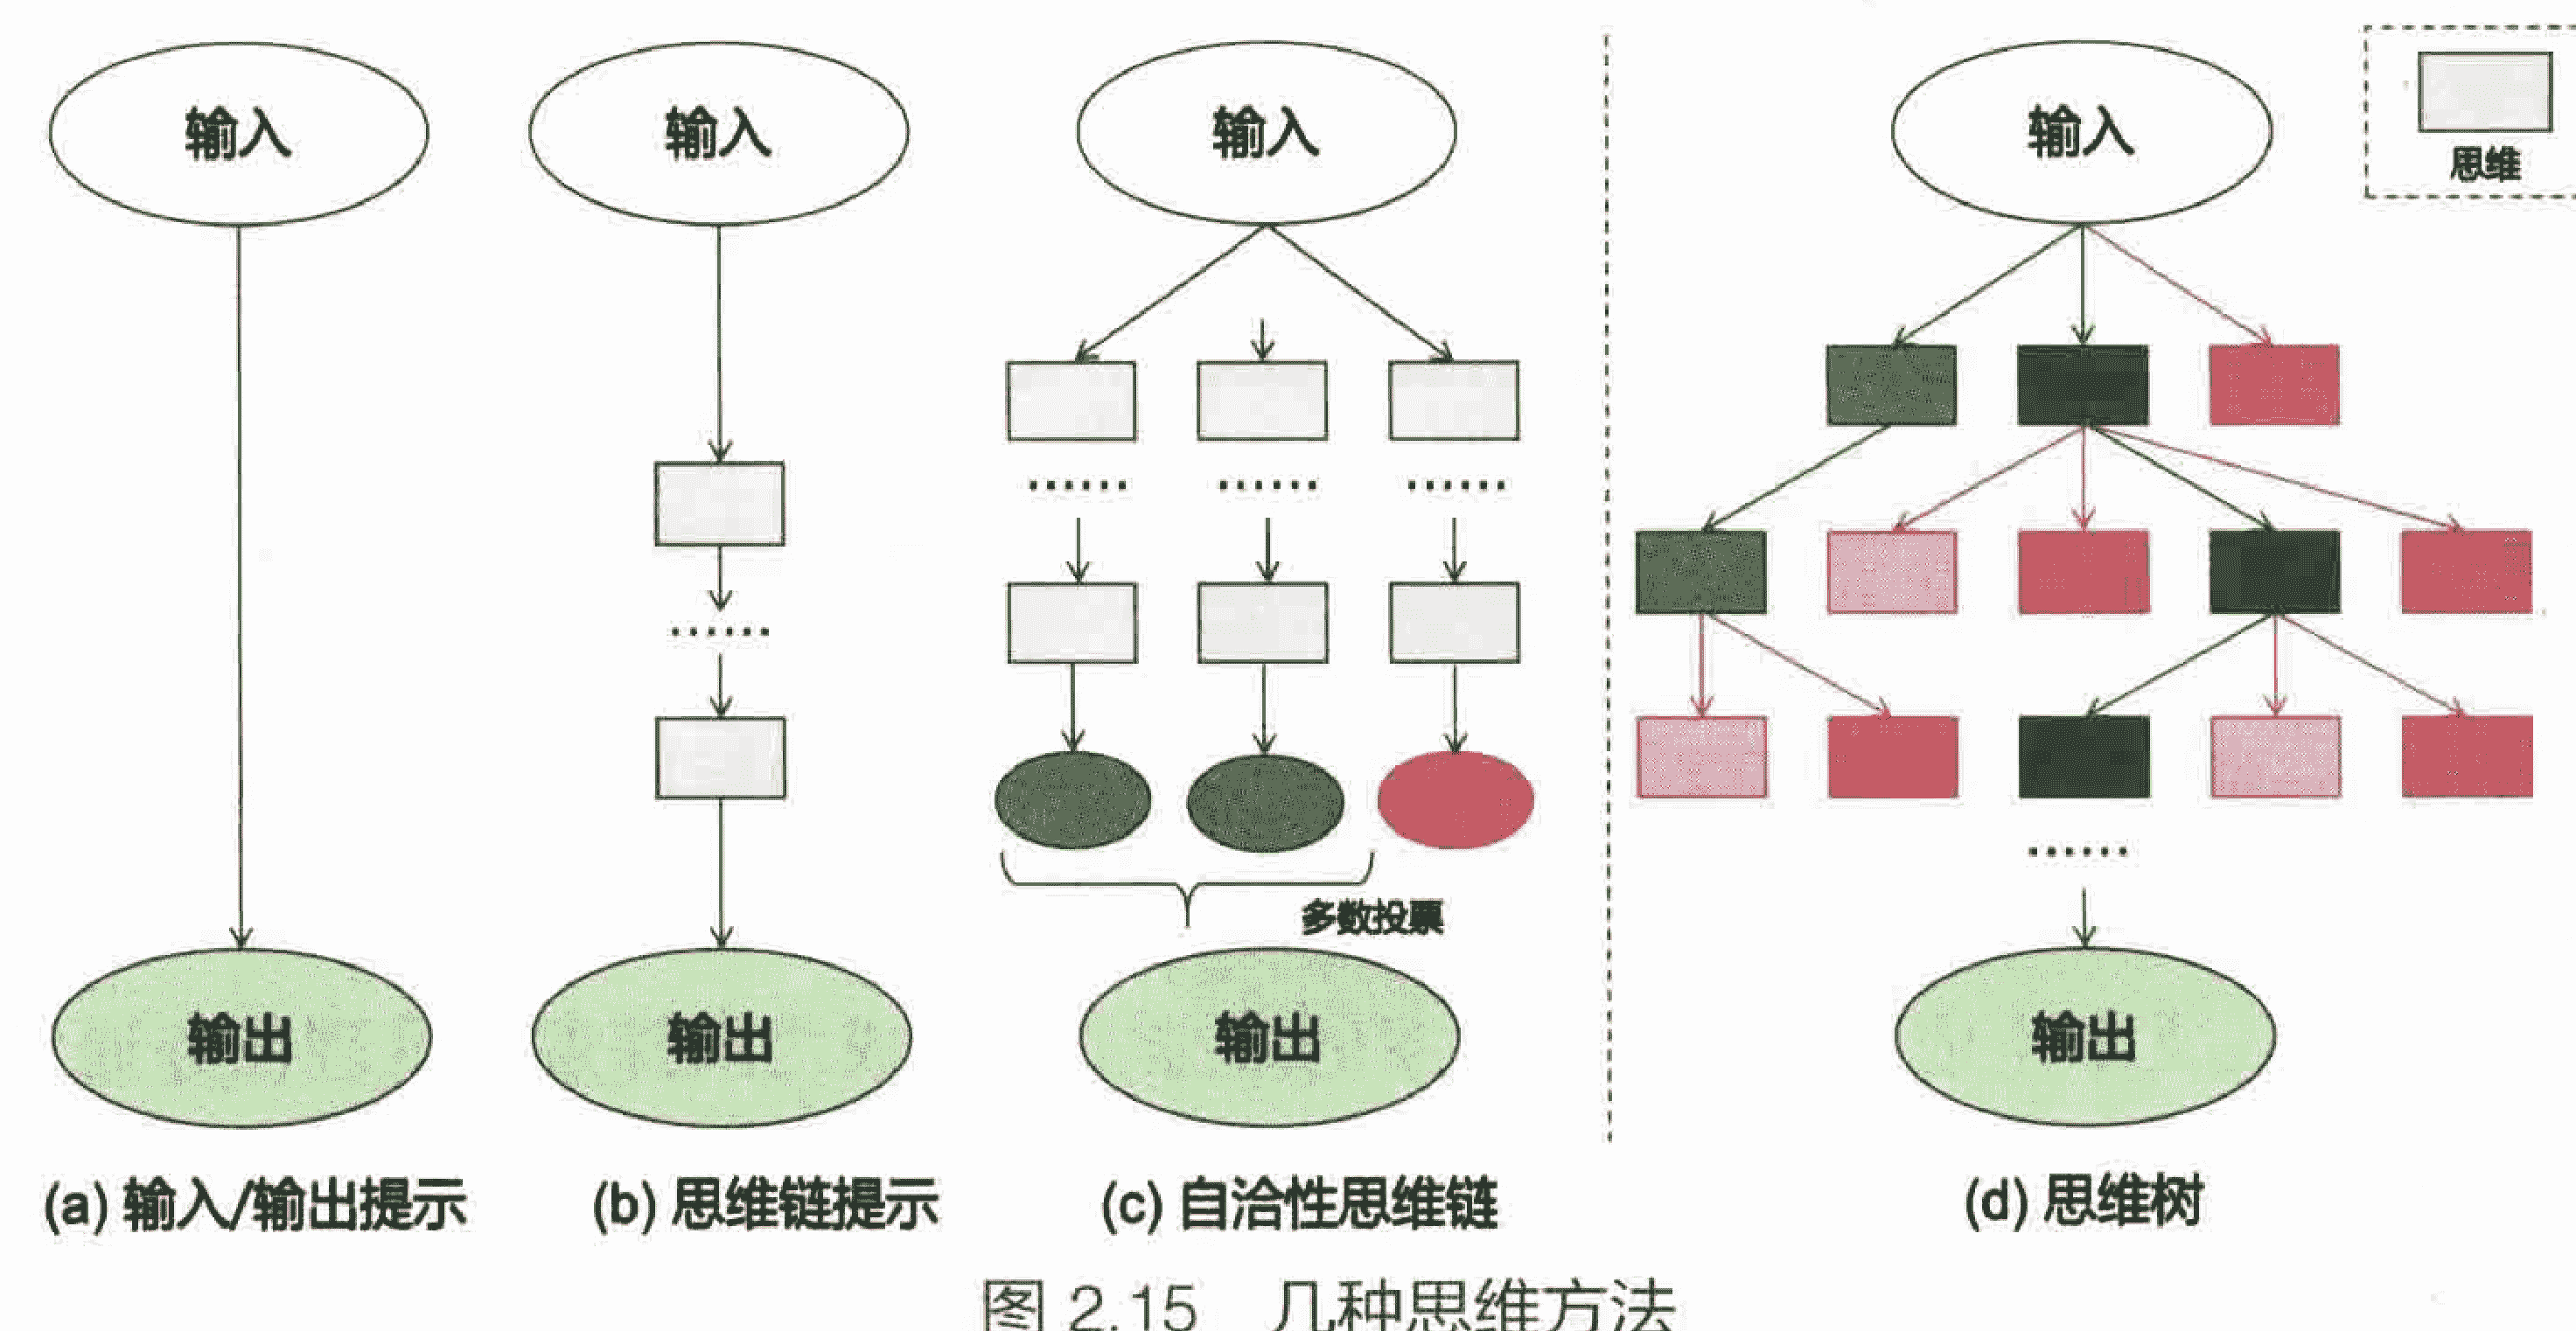 输入
输入
输入
输入
思维
......
......
......
......
......
多数投票
输出
输出
输出
输出
(a) 输入/输出提示
(b) 思维链提示
(c) 自洽性思维链
(d) 思维树
图 2.15 几种思维方法